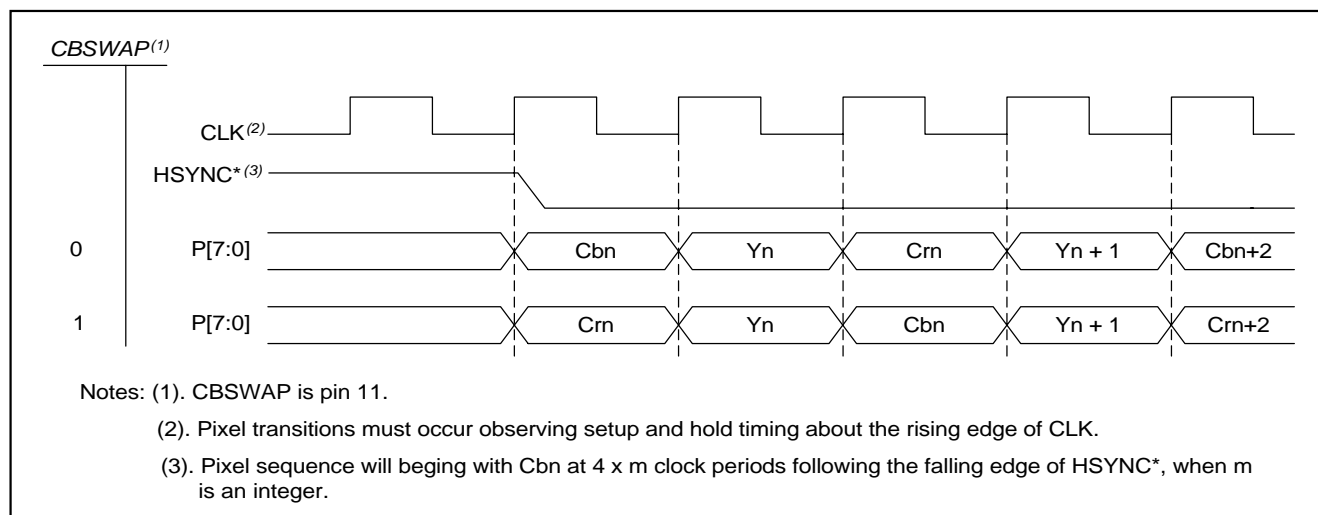 CBSWAP(1)
CLK(2)
HSYNC*(3)
0 P[7:0] Cbn Yn Crn Yn + 1 Cbn+2
1 P[7:0] Crn Yn Cbn Yn + 1 Crn+2
Notes: (1). CBSWAP is pin 11.
(2). Pixel transitions must occur observing setup and hold timing about the rising edge of CLK.
(3). Pixel sequence will beging with Cbn at 4 x m clock periods following the falling edge of HSYNC*, when m
is an integer.